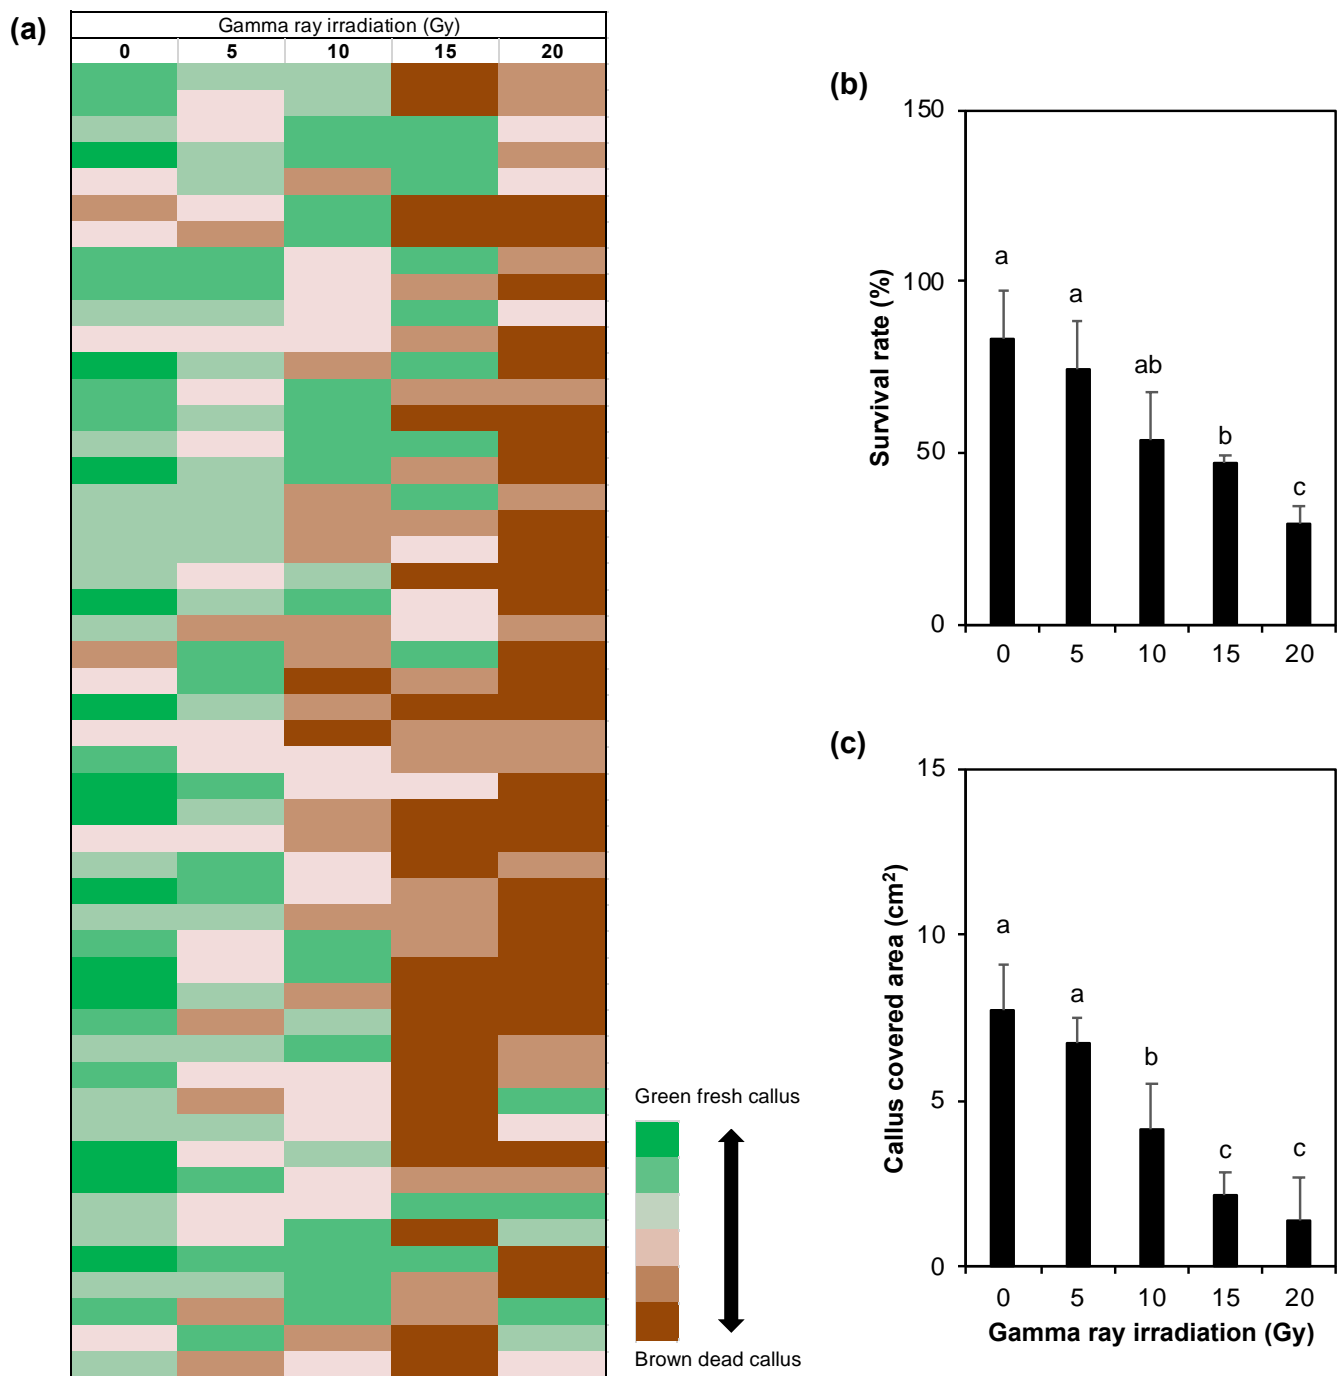 (a)
Gamma ray irradiation (Gy)
0 5 10 15 20
Green fresh callus
Brown dead callus
(b)
Survival rate (%)
150
100
50
0
a
a
ab
b
c
0 5 10 15 20
(c)
Callus covered area (cm²)
15
10
5
0
a
a
b
c
c
0 5 10 15 20
Gamma ray irradiation (Gy)